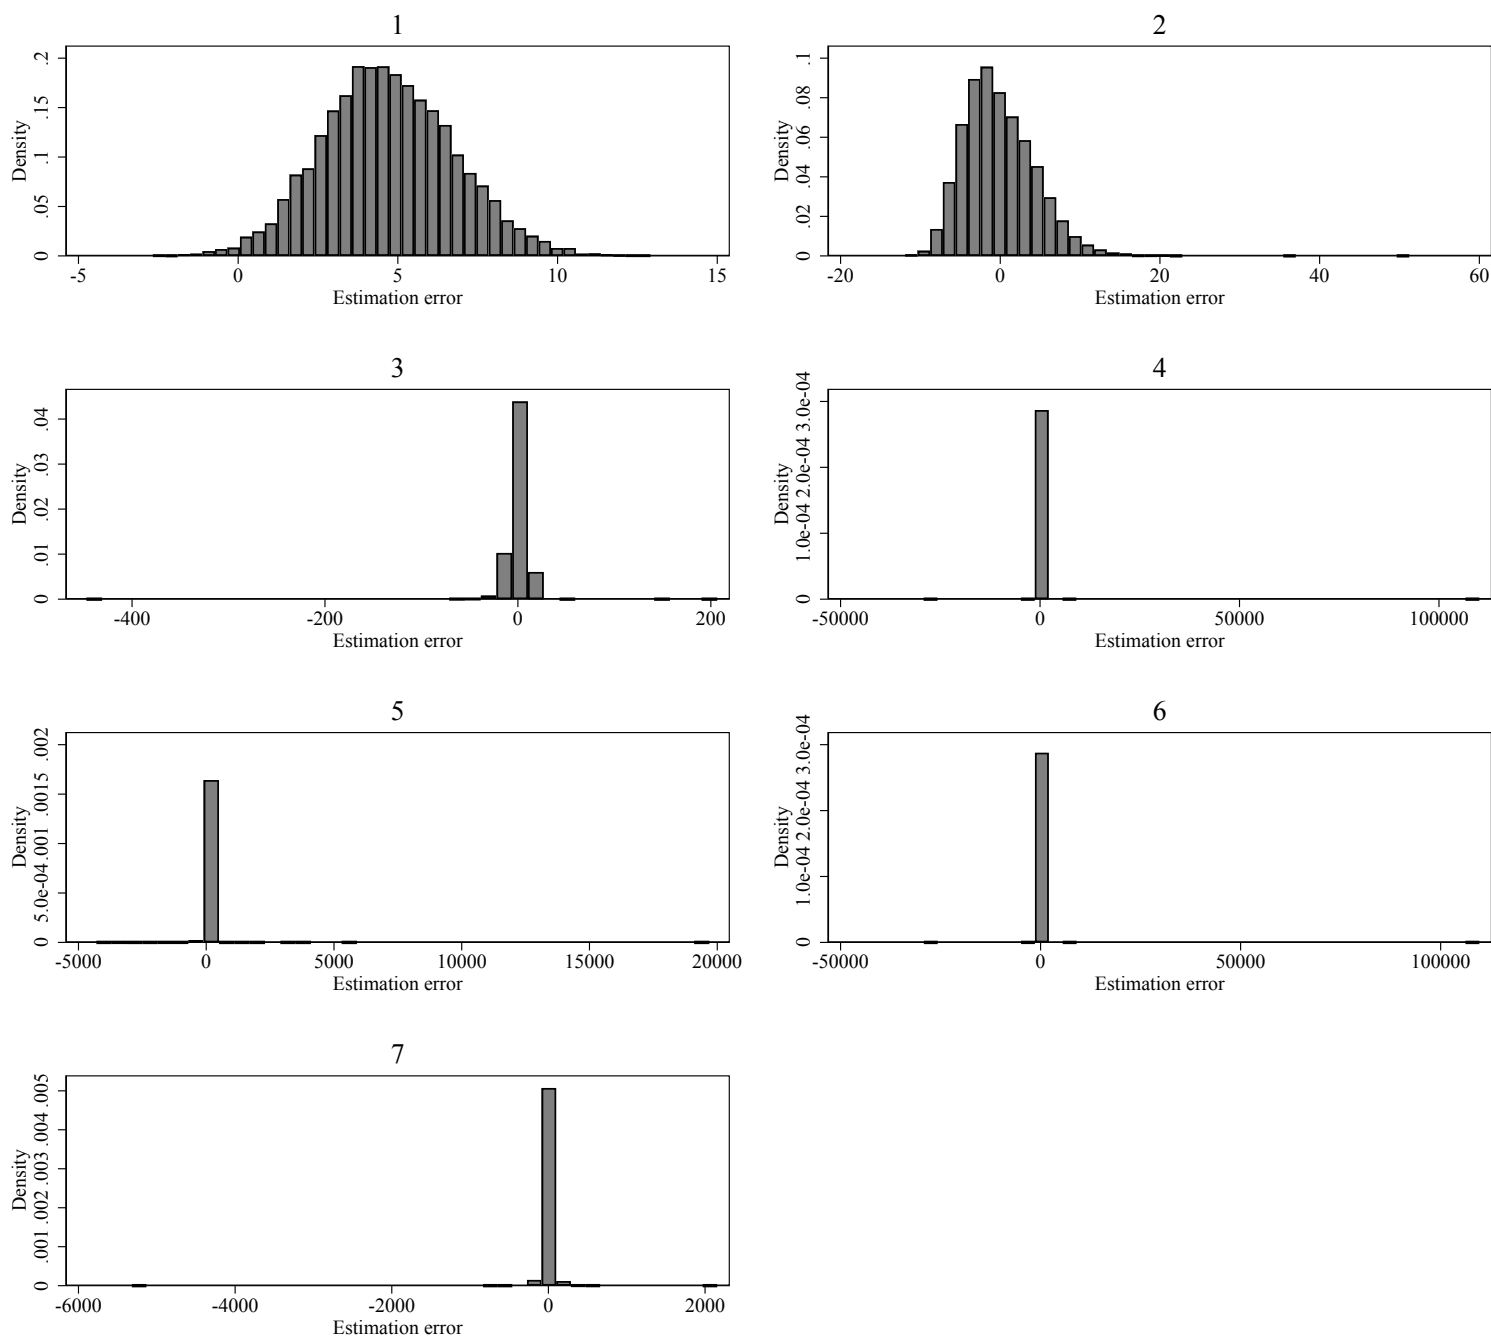 1
Density
0 .05 .1 .15 .2
-5 0 5 10 15
Estimation error
2
Density
0 .02 .04 .06 .08 .1
-20 0 20 40 60
Estimation error
3
Density
0 .01 .02 .03 .04
-400 -200 0 200
Estimation error
4
Density
0 1.0e-04 2.0e-04 3.0e-04
-50000 0 50000 100000
Estimation error
5
Density
0 5.0e-04 .001 .0015 .002
-5000 0 5000 10000 15000 20000
Estimation error
6
Density
0 1.0e-04 2.0e-04 3.0e-04
-50000 0 50000 100000
Estimation error
7
Density
0 .001 .002 .003 .004 .005
-6000 -4000 -2000 0 2000
Estimation error